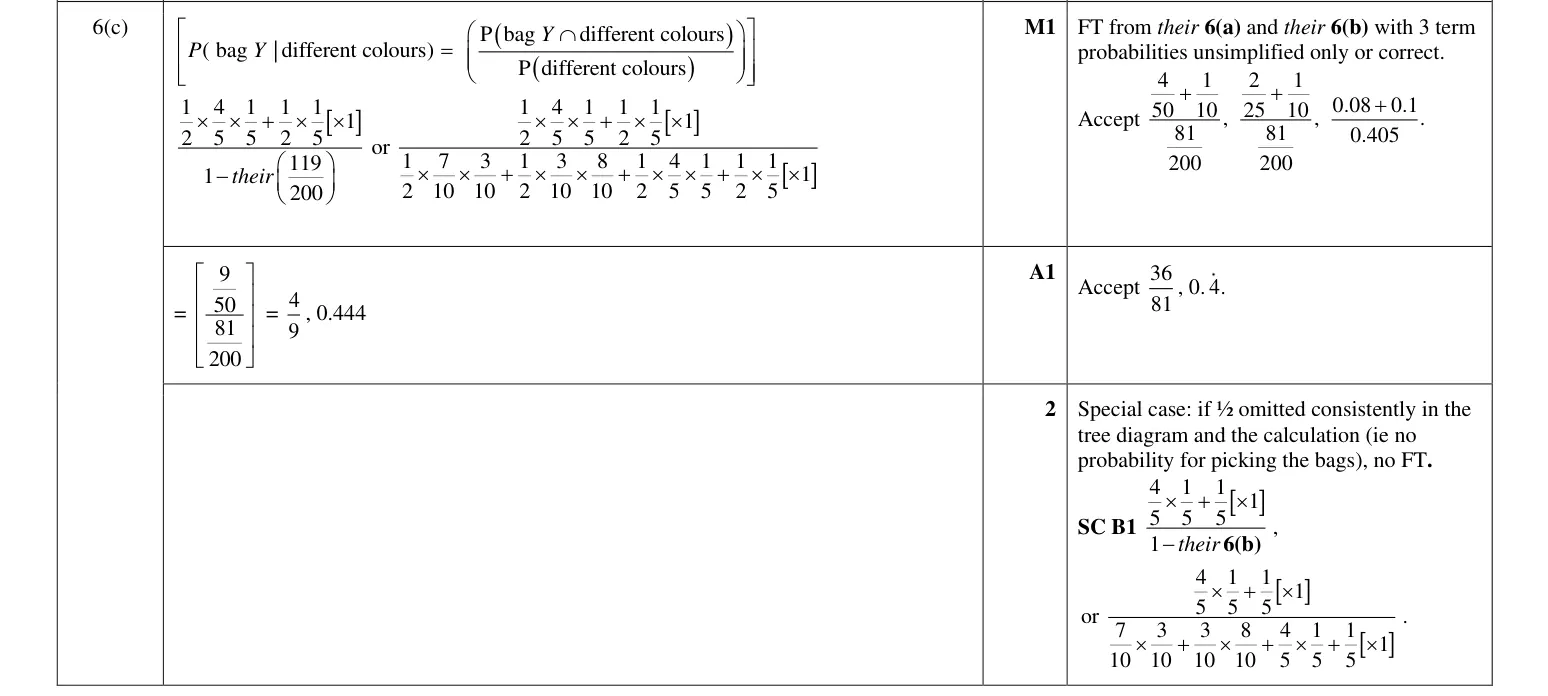 6(c)
[P( bag Y | different colours) = (P(bag Y ∩ different colours) / P(different colours))]
(1/2 × 4/5 × 1/5 + 1/2 × 1/5 [×1]) / (1 − their (119/200)) or (1/2 × 4/5 × 1/5 + 1/2 × 1/5 [×1]) / (1/2 × 7/10 × 3/10 + 1/2 × 3/10 × 8/10 + 1/2 × 4/5 × 1/5 + 1/2 × 1/5 [×1])
M1
FT from their 6(a) and their 6(b) with 3 term
probabilities unsimplified only or correct.
Accept (4/50 + 1/10) / (81/200) , (2/25 + 1/10) / (81/200) , (0.08 + 0.1) / 0.405 .
= [(9/50) / (81/200)] = 4/9 , 0.444
A1
Accept 36/81 , 0.4̇.
2
Special case: if ½ omitted consistently in the
tree diagram and the calculation (ie no
probability for picking the bags), no FT.
SC B1 (4/5 × 1/5 + 1/5 [×1]) / (1 − their 6(b)) ,
or (4/5 × 1/5 + 1/5 [×1]) / (7/10 × 3/10 + 3/10 × 8/10 + 4/5 × 1/5 + 1/5 [×1]) .